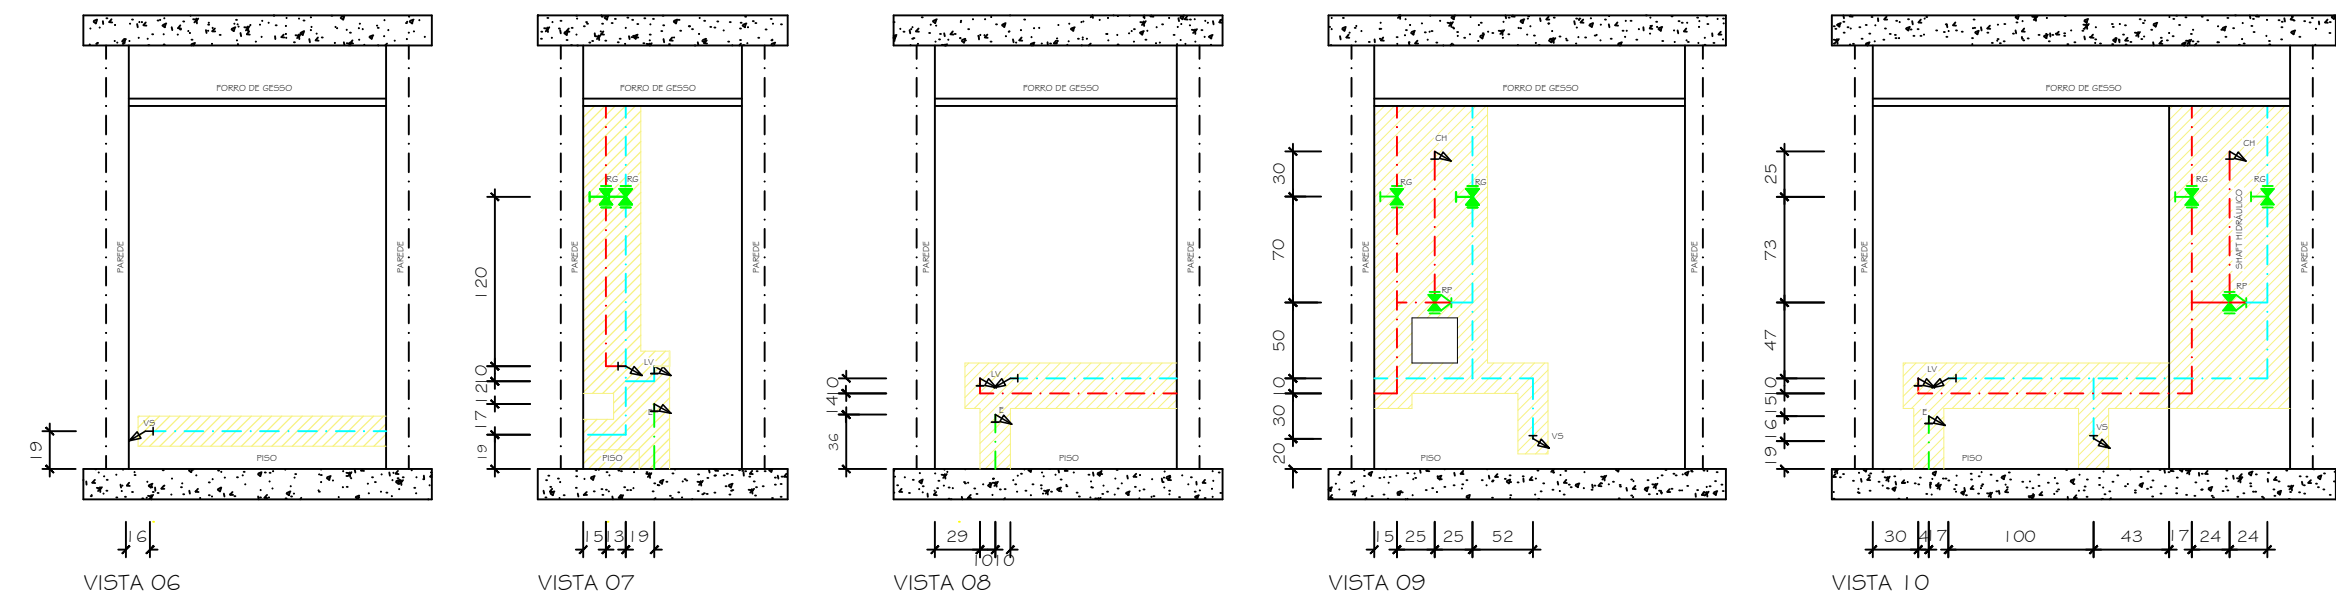 FORRO DE GESSO
PAREDE
PAREDE
VS
19
PISO
16
VISTA 06
FORRO DE GESSO
RG
RG
PAREDE
PAREDE
120
LV
10
12
E
17
19
PISO
15
13
19
VISTA 07
FORRO DE GESSO
PAREDE
PAREDE
LV
10
14
E
36
PISO
29
10
10
VISTA 08
FORRO DE GESSO
CH
30
RG
RG
PAREDE
PAREDE
70
RP
50
10
30
VS
20
PISO
15
25
25
52
VISTA 09
FORRO DE GESSO
CH
25
RG
RG
SHAFT HIDRÁULICO
PAREDE
PAREDE
73
RP
47
LV
10
15
E
16
VS
19
PISO
30
4
17
100
43
17
24
24
VISTA 10